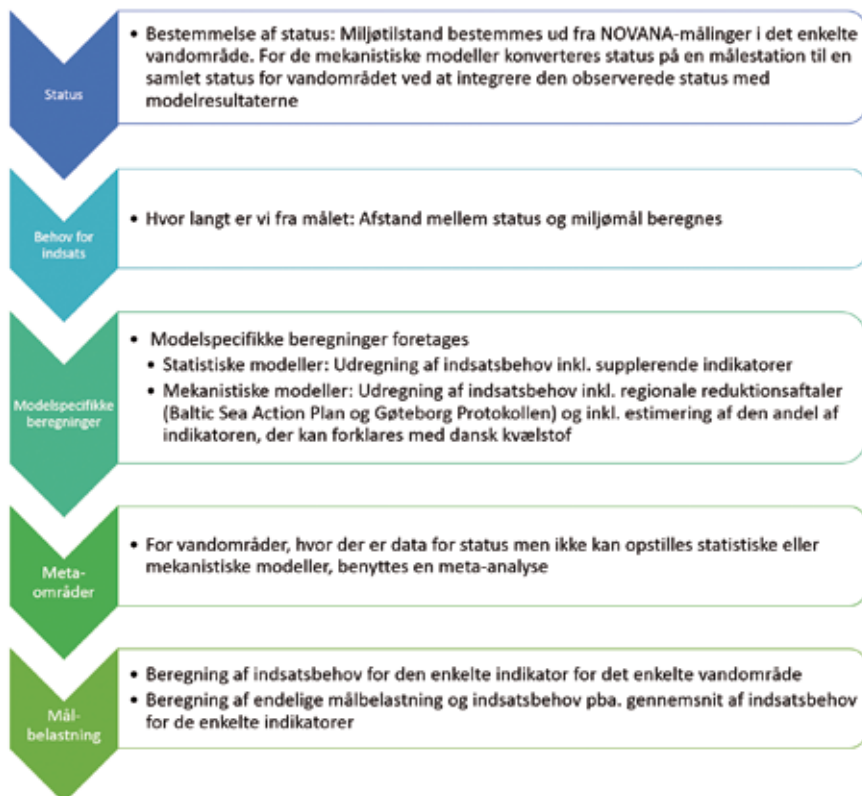 • Bestemmelse af status: Miljøtilstand bestemmes ud fra NOVANA-målinger i det enkelte
vandområde. For de mekanistiske modeller konverteres status på en målestation til en
samlet status for vandområdet ved at integrere den observerede status med
modelresultaterne
Status
• Hvor langt er vi fra målet: Afstand mellem status og miljømål beregnes
Behov for
indsats
• Modelspecifikke beregninger foretages
• Statistiske modeller: Udregning af indsatsbehov inkl. supplerende indikatorer
• Mekanistiske modeller: Udregning af indsatsbehov inkl. regionale reduktionsaftaler
(Baltic Sea Action Plan og Gøteborg Protokollen) og inkl. estimering af den andel af
indikatoren, der kan forklares med dansk kvælstof
Modelspecifikke
beregninger
• For vandområder, hvor der er data for status men ikke kan opstilles statistiske eller
mekanistiske modeller, benyttes en meta-analyse
Meta-
områder
• Beregning af indsatsbehov for den enkelte indikator for det enkelte vandområde
• Beregning af endelige målbelastning og indsatsbehov pba. gennemsnit af indsatsbehov
for de enkelte indikatorer
Mål-
belastning